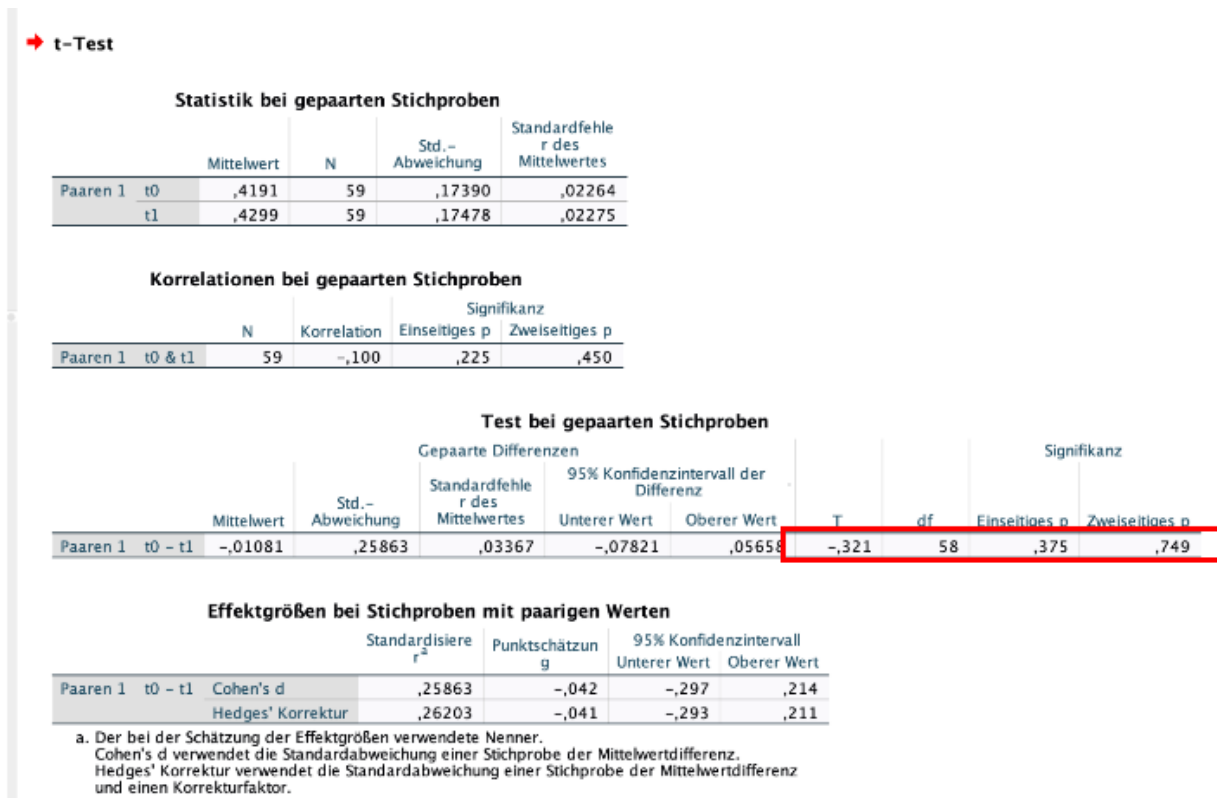 t-Test
Statistik bei gepaarten Stichproben
Mittelwert N Std.- Abweichung Standardfehle r des Mittelwertes
Paaren 1 t0 ,4191 59 ,17390 ,02264
t1 ,4299 59 ,17478 ,02275
Korrelationen bei gepaarten Stichproben
Signifikanz
N Korrelation Einseitiges p Zweiseitiges p
Paaren 1 t0 & t1 59 -,100 ,225 ,450
Test bei gepaarten Stichproben
Gepaarte Differenzen Signifikanz
95% Konfidenzintervall der Differenz
Mittelwert Std.- Abweichung Standardfehle r des Mittelwertes Unterer Wert Oberer Wert T df Einseitiges p Zweiseitiges p
Paaren 1 t0 - t1 -,01081 ,25863 ,03367 -,07821 ,05658 -,321 58 ,375 ,749
Effektgrößen bei Stichproben mit paarigen Werten
Standardisiere r a Punktschätzun g 95% Konfidenzintervall
Unterer Wert Oberer Wert
Paaren 1 t0 - t1 Cohen's d ,25863 -,042 -,297 ,214
Hedges' Korrektur ,26203 -,041 -,293 ,211
a. Der bei der Schätzung der Effektgrößen verwendete Nenner.
Cohen's d verwendet die Standardabweichung einer Stichprobe der Mittelwertdifferenz.
Hedges' Korrektur verwendet die Standardabweichung einer Stichprobe der Mittelwertdifferenz
und einen Korrekturfaktor.